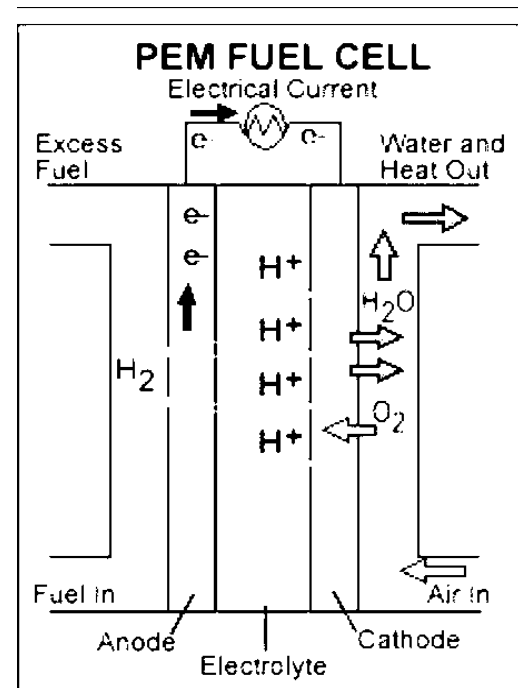 PEM FUEL CELL
Electrical Current
e- e-
Excess
Fuel
Water and
Heat Out
e-
e-
H+
H2O
H+
H2
H+
O2
H+
Fuel In
Air In
Anode
Cathode
Electrolyte